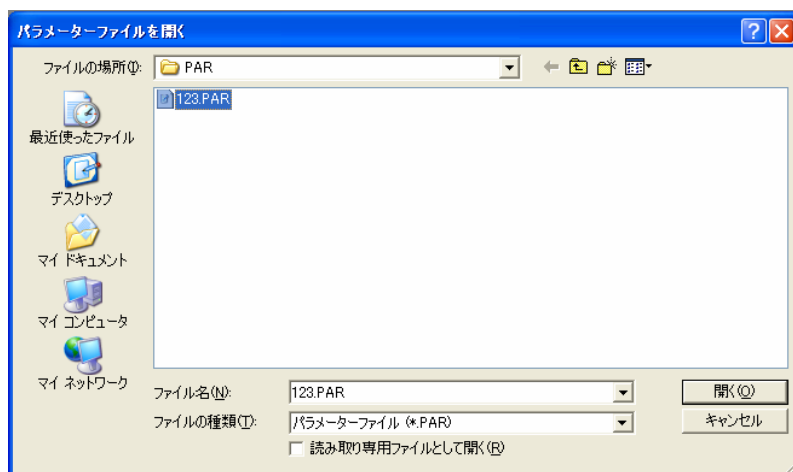 パラメーターファイルを開く
ファイルの場所(I):
PAR
123.PAR
最近使ったファイル
デスクトップ
マイ ドキュメント
マイ コンピュータ
マイ ネットワーク
ファイル名(N):
123.PAR
開く(O)
ファイルの種類(T):
パラメーターファイル (*.PAR)
キャンセル
読み取り専用ファイルとして開く(R)